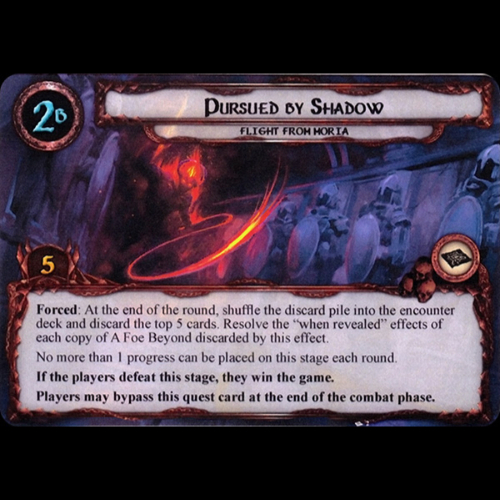 2B
PURSUED BY SHADOW
FLIGHT FROM MORIA
5
Forced: At the end of the round, shuffle the discard pile into the encounter
deck and discard the top 5 cards. Resolve the “when revealed” effects of
each copy of A Foe Beyond discarded by this effect.
No more than 1 progress can be placed on this stage each round.
If the players defeat this stage, they win the game.
Players may bypass this quest card at the end of the combat phase.